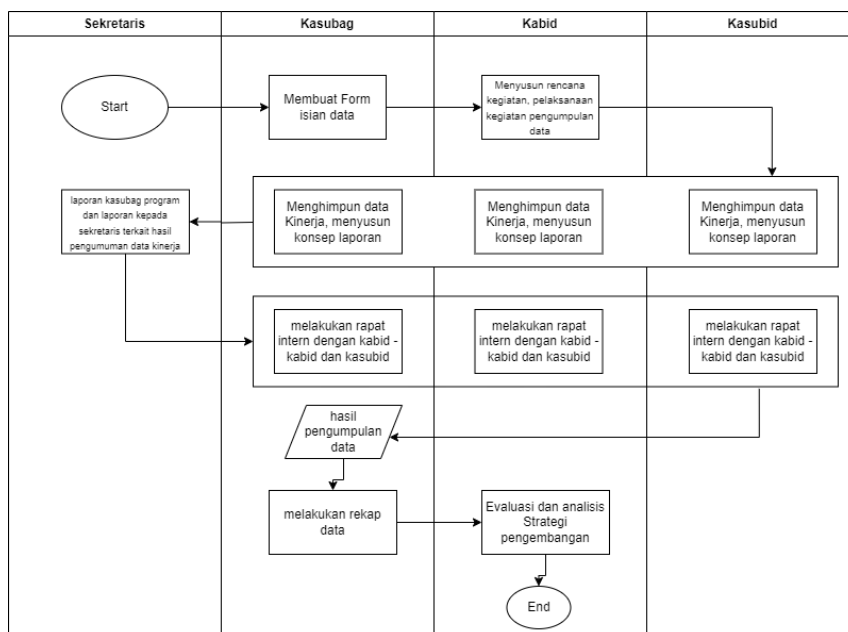 Sekretaris
Kasubag
Kabid
Kasubid
Start
Membuat Form
isian data
Menyusun rencana
kegiatan, pelaksanaan
kegiatan pengumpulan
data
laporan kasubag program
dan laporan kepada
sekretaris terkait hasil
pengumuman data kinerja
Menghimpun data
Kinerja, menyusun
konsep laporan
Menghimpun data
Kinerja, menyusun
konsep laporan
Menghimpun data
Kinerja, menyusun
konsep laporan
melakukan rapat
intern dengan kabid -
kabid dan kasubid
melakukan rapat
intern dengan kabid -
kabid dan kasubid
melakukan rapat
intern dengan kabid -
kabid dan kasubid
hasil
pengumpulan
data
melakukan rekap
data
Evaluasi dan analisis
Strategi
pengembangan
End